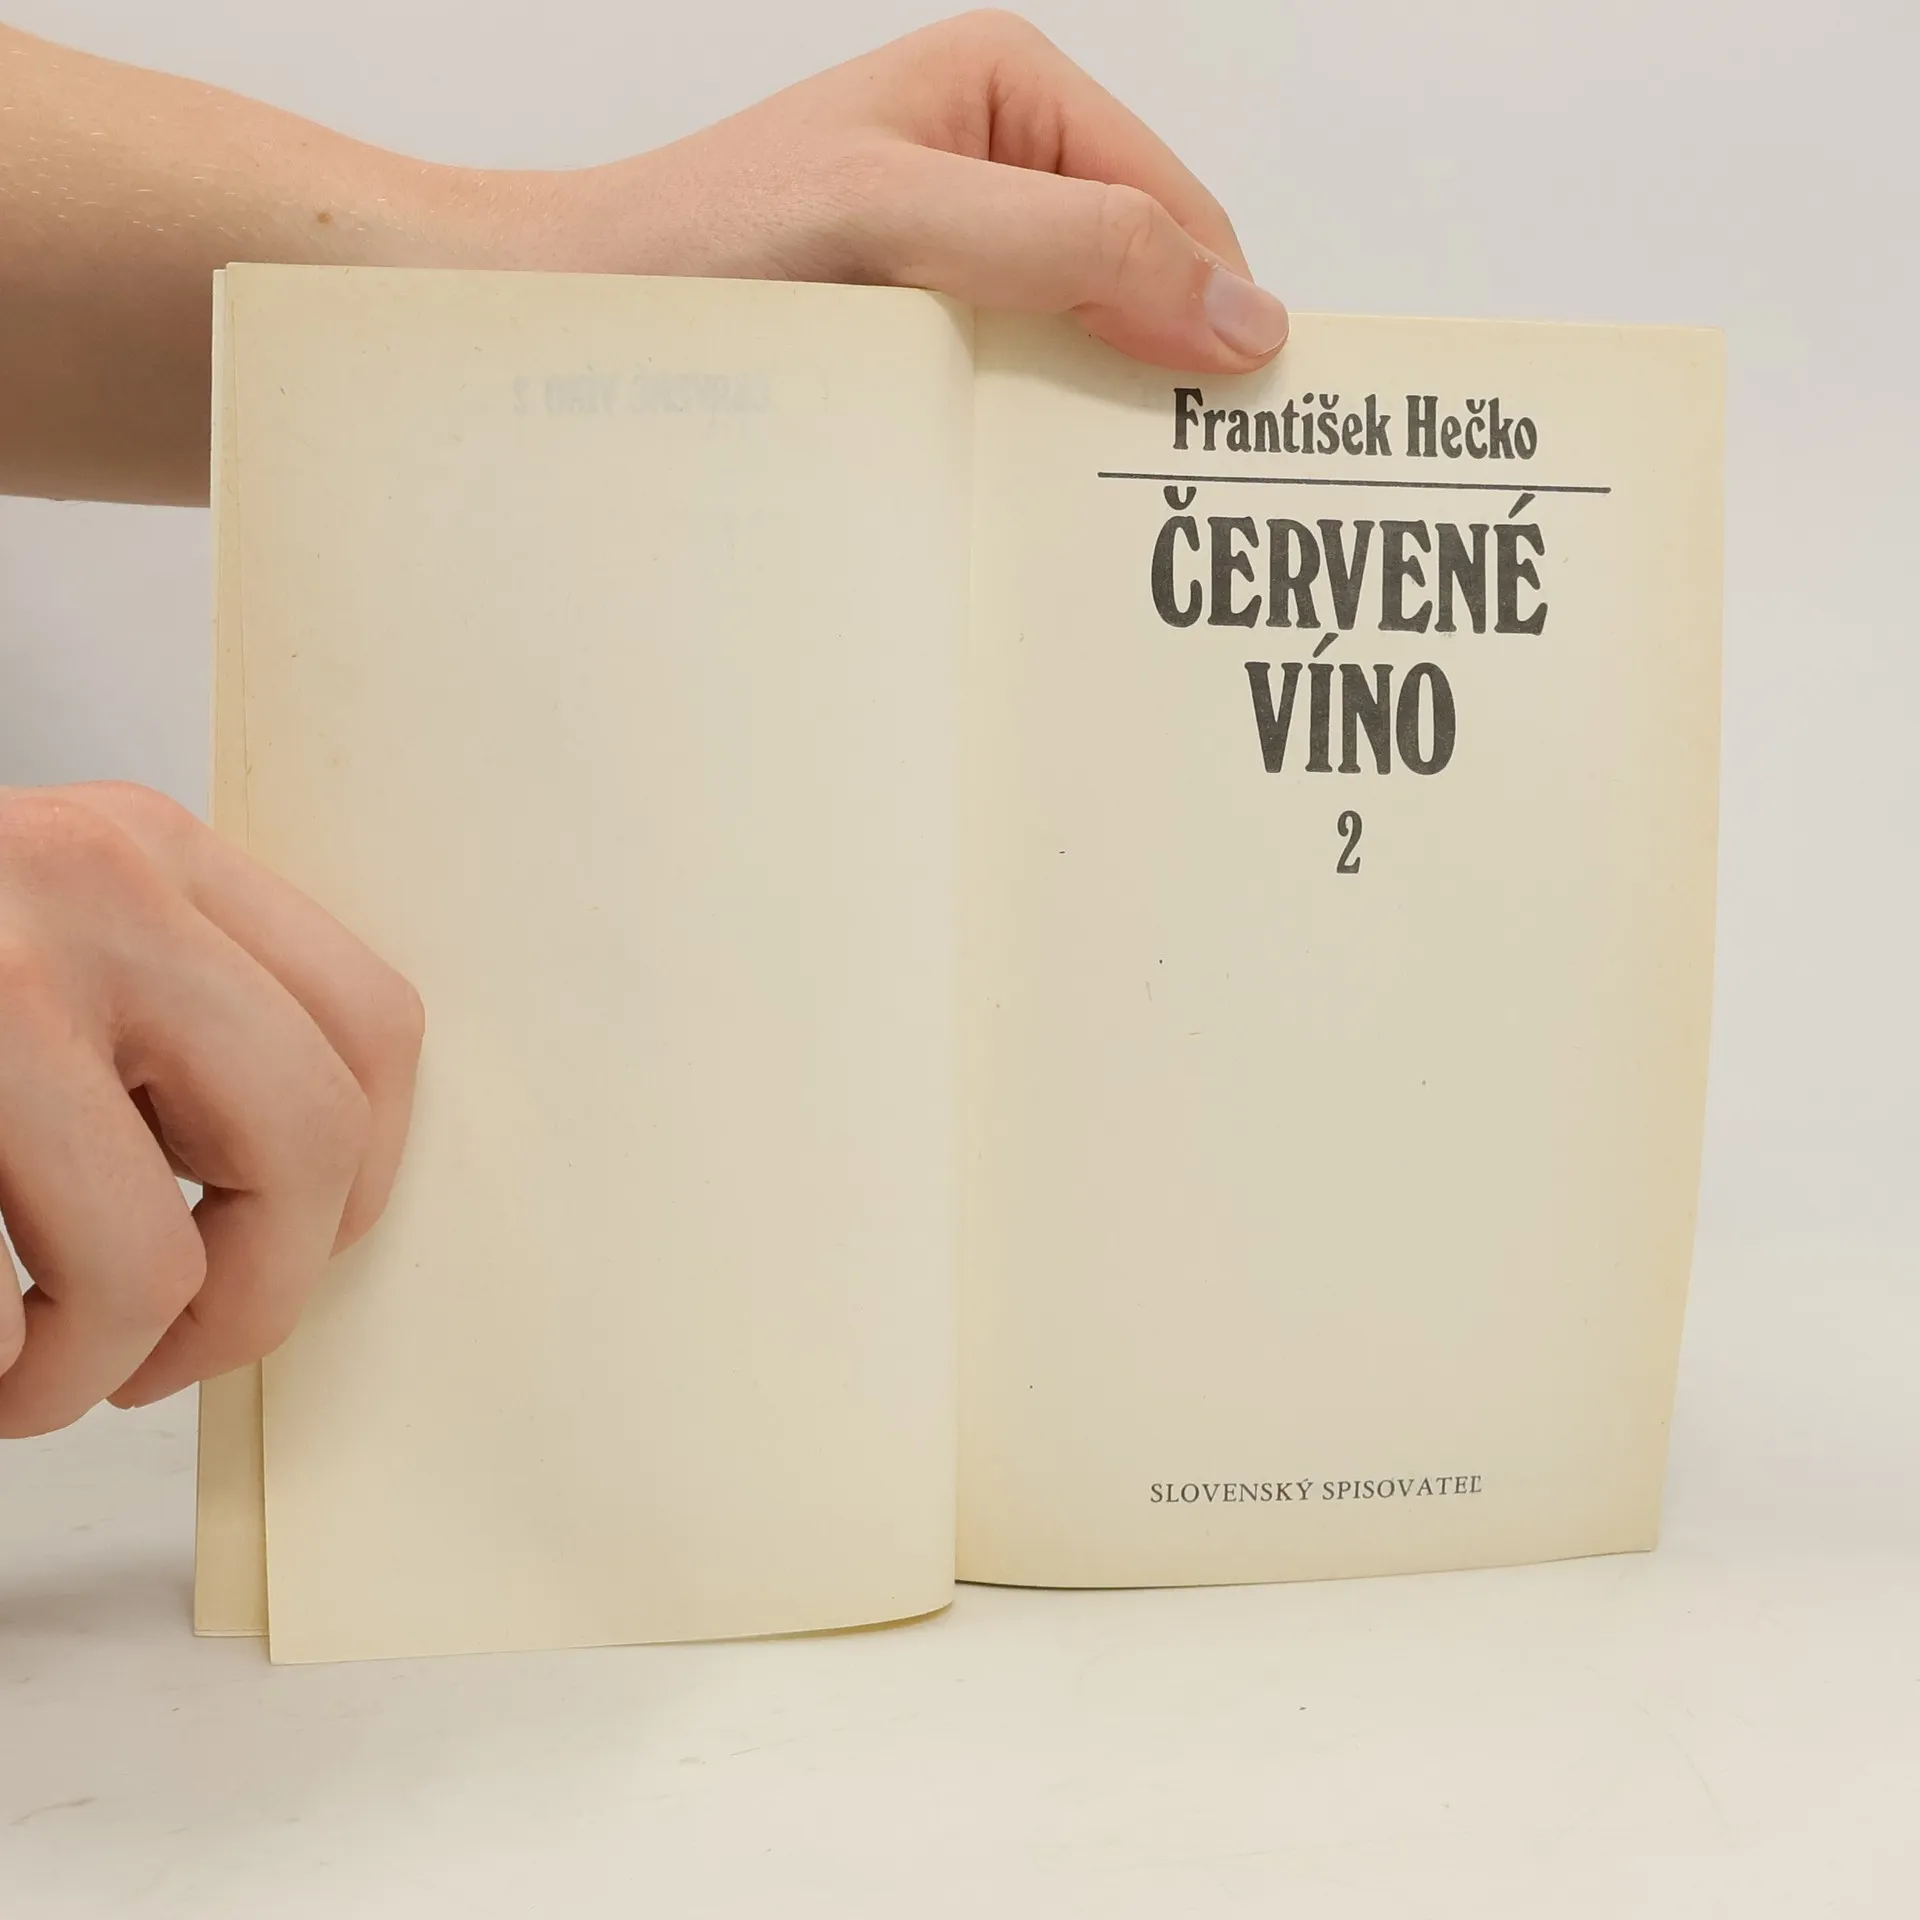 František Hečko
ČERVENÉ
VÍNO
2
SLOVENSKÝ SPISOVATEĽ